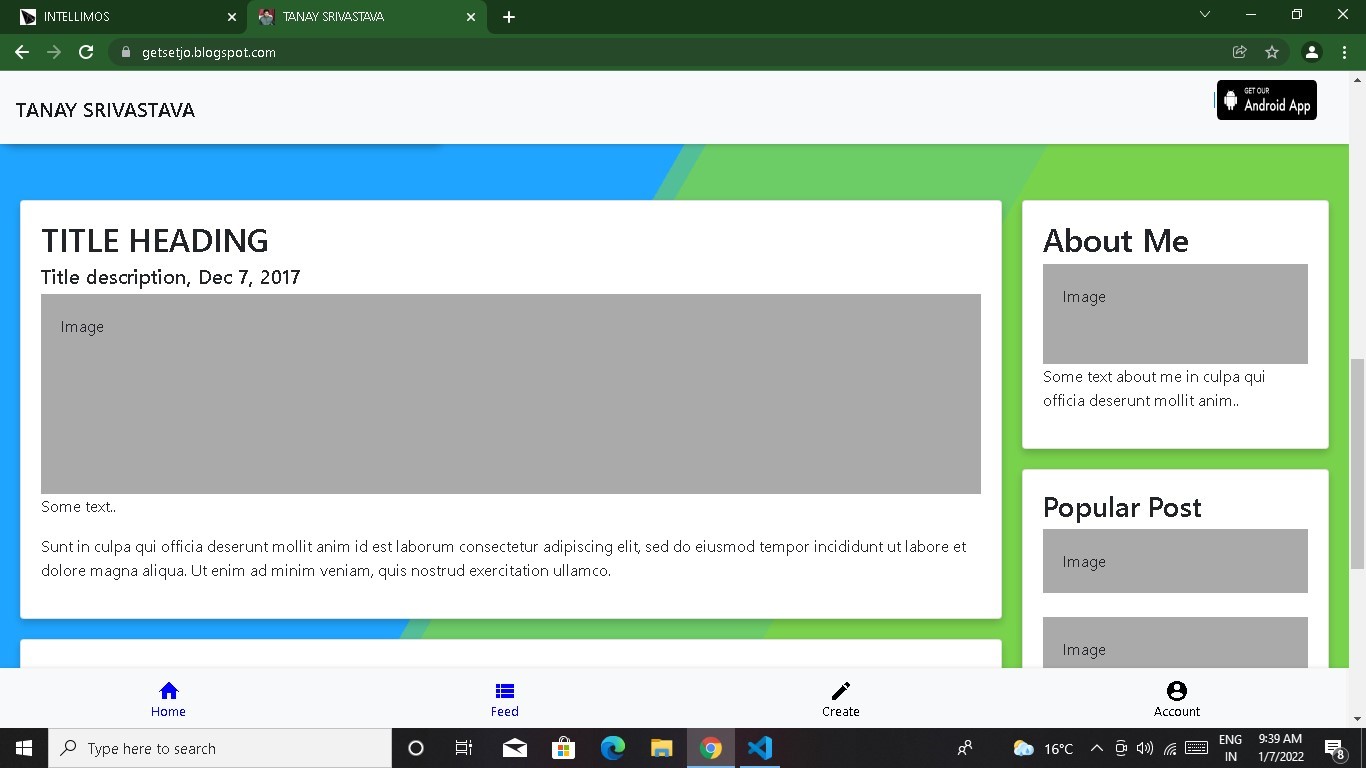 INTELLIMOS
TANAY SRIVASTAVA
getsetjo.blogspot.com
TANAY SRIVASTAVA
GET OUR
Android App
TITLE HEADING
Title description, Dec 7, 2017
Image
Some text..
Sunt in culpa qui officia deserunt mollit anim id est laborum consectetur adipiscing elit, sed do eiusmod tempor incididunt ut labore et
dolore magna aliqua. Ut enim ad minim veniam, quis nostrud exercitation ullamco.
About Me
Image
Some text about me in culpa qui
officia deserunt mollit anim..
Popular Post
Image
Image
Home
Feed
Create
Account
Type here to search
16°C
ENG
IN
9:39 AM
1/7/2022
8